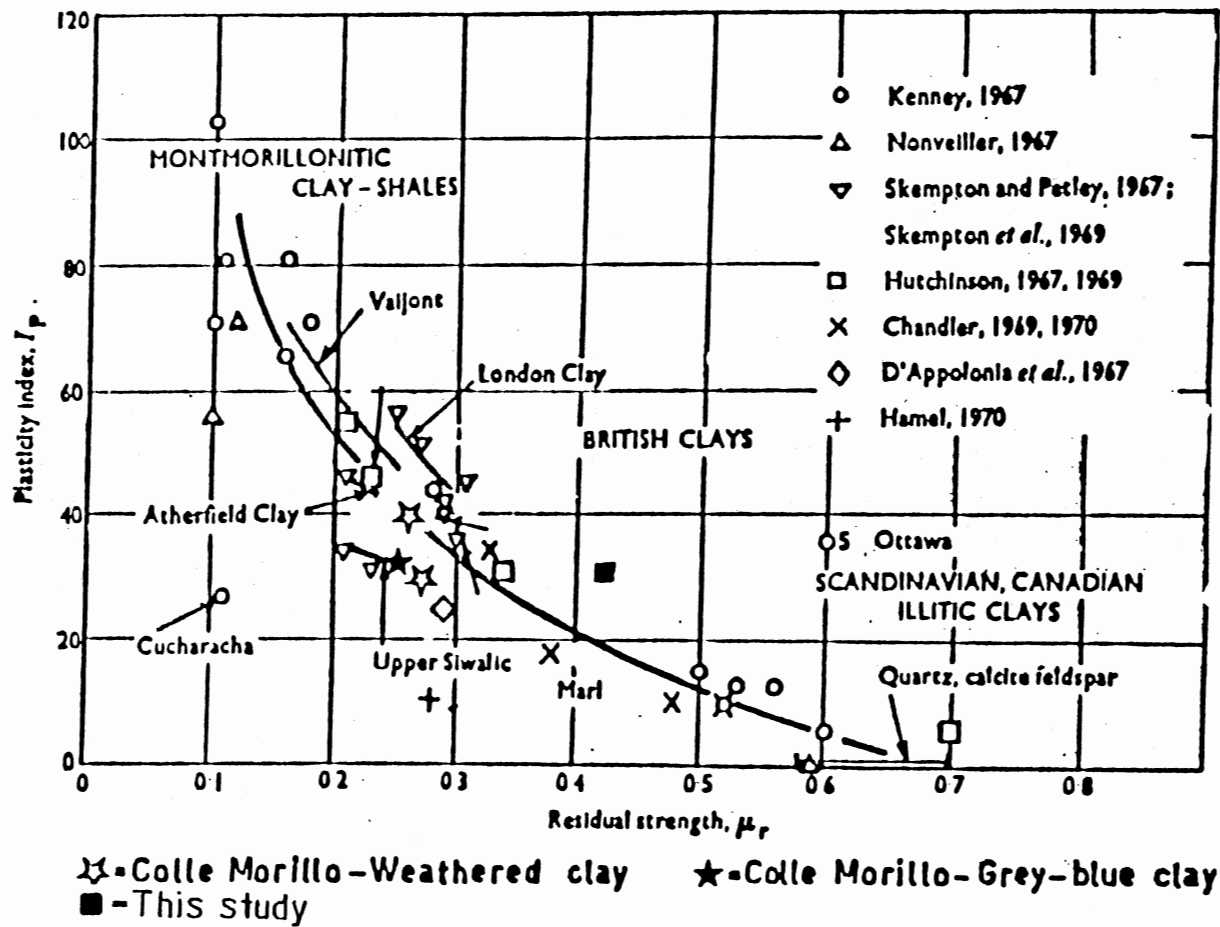 120
100
80
60
40
20
0
Plasticity index, Ip.
MONTMORILLONITIC
CLAY – SHALES
Vaijont
London Clay
BRITISH CLAYS
Atherfield Clay
Cucharacha
Upper Siwalic
Marl
S Ottawa
SCANDINAVIAN, CANADIAN
ILLITIC CLAYS
Quartz, calcite feldspar
Kenney, 1967
Nonveiller, 1967
Skempton and Petley, 1967;
Skempton et al., 1969
Hutchinson, 1967, 1969
Chandler, 1969, 1970
D'Appolonia et al., 1967
Hamel, 1970
0 0·1 0·2 0·3 0·4 0·5 0·6 0·7 0·8
Residual strength, μr
☆=Colle Morillo–Weathered clay ★=Colle Morillo–Grey–blue clay
■ –This study